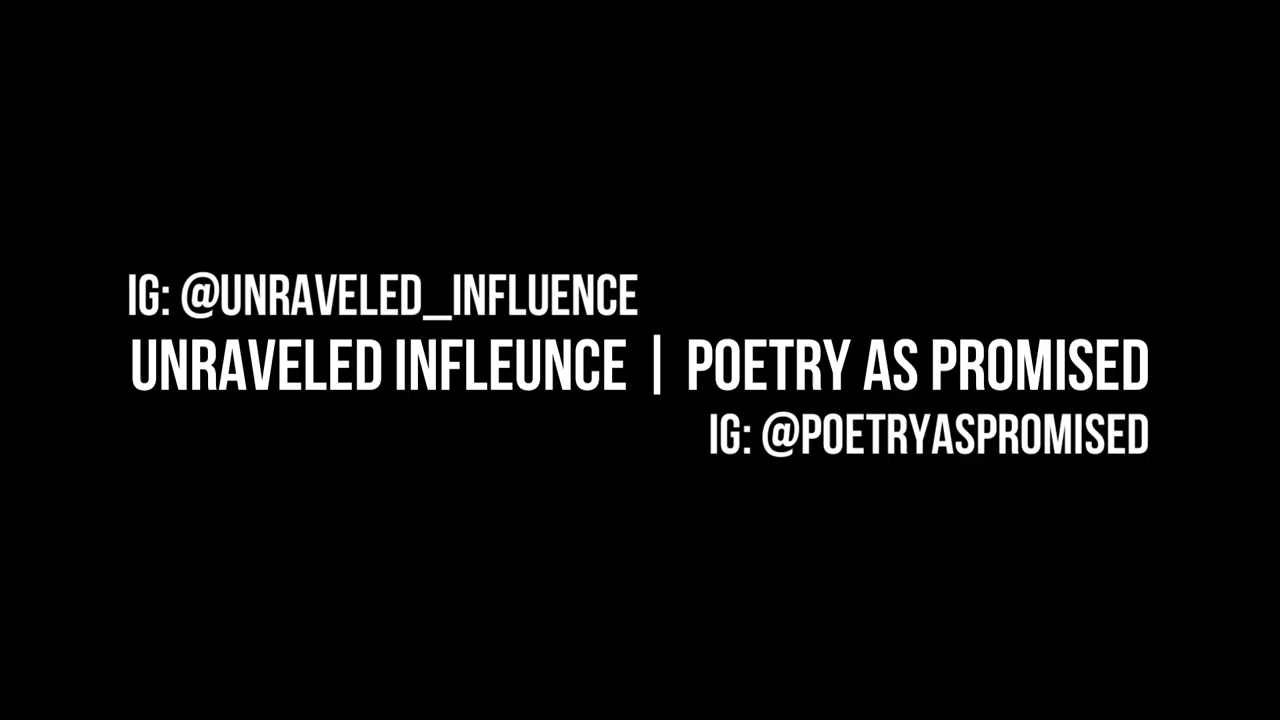 IG: @UNRAVELED_INFLUENCE
UNRAVELED INFLEUNCE | POETRY AS PROMISED
IG: @POETRYASPROMISED